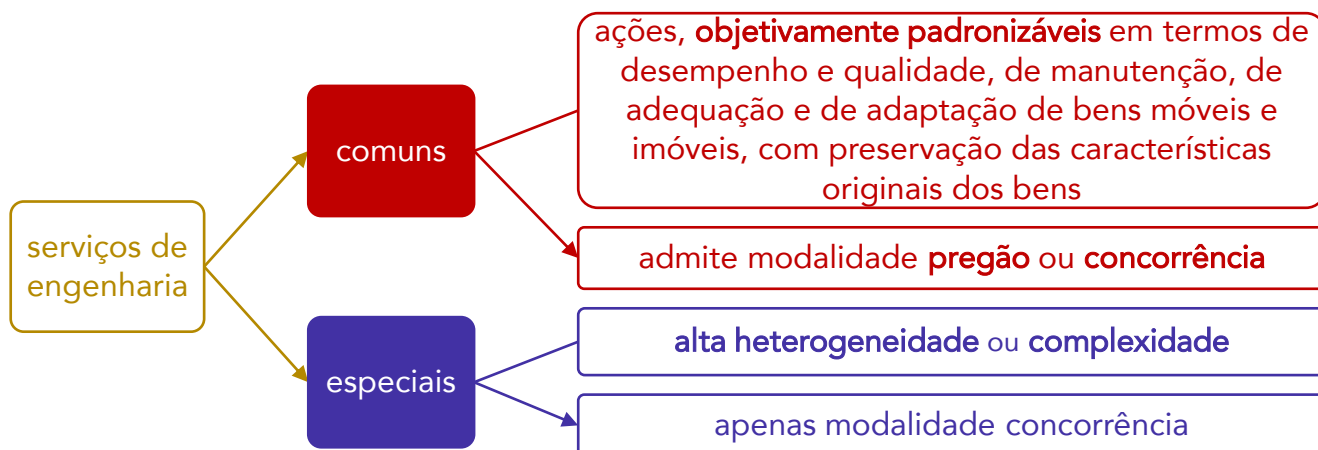 serviços de
engenharia
comuns
ações, objetivamente padronizáveis em termos de
desempenho e qualidade, de manutenção, de
adequação e de adaptação de bens móveis e
imóveis, com preservação das características
originais dos bens
admite modalidade pregão ou concorrência
especiais
alta heterogeneidade ou complexidade
apenas modalidade concorrência